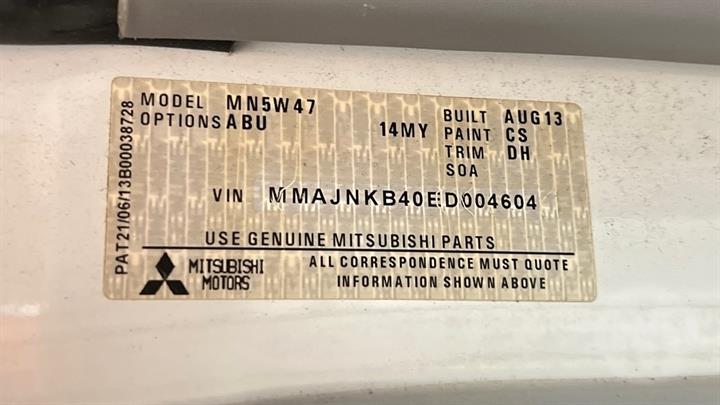 MODEL MN5W47 BUILT AUG13
OPTIONS ABU 14MY PAINT CS
TRIM DH
SOA
VIN MMAJNKB40ED004604
USE GENUINE MITSUBISHI PARTS
MITSUBISHI MOTORS
ALL CORRESPONDENCE MUST QUOTE
INFORMATION SHOWN ABOVE
PAT21/06/13B00038728